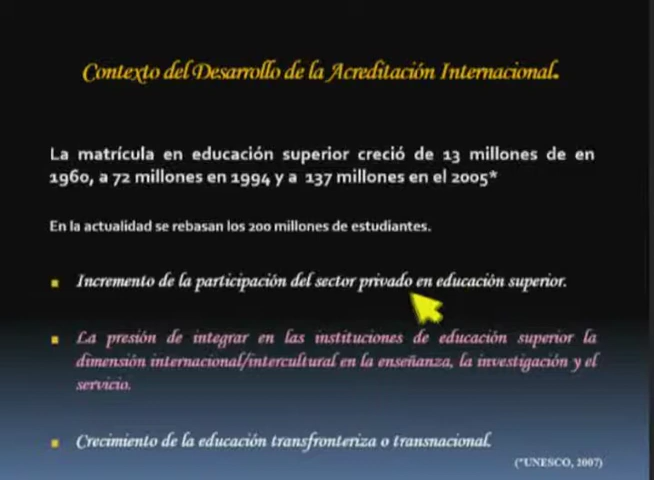 Contexto del Desarrollo de la Acreditación Internacional.
La matrícula en educación superior creció de 13 millones de en
1960, a 72 millones en 1994 y a 137 millones en el 2005*
En la actualidad se rebasan los 200 millones de estudiantes.
Incremento de la participación del sector privado en educación superior.
La presión de integrar en las instituciones de educación superior la
dimensión internacional/intercultural en la enseñanza, la investigación y el
servicio.
Crecimiento de la educación transfronteriza o transnacional.
(*UNESCO, 2007)